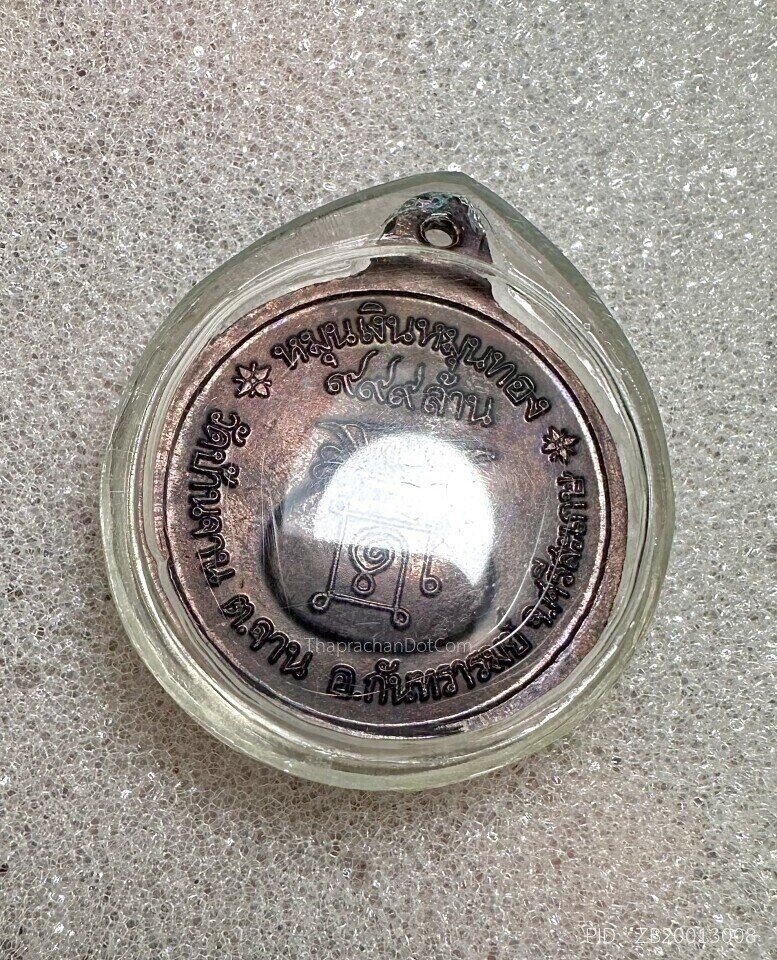 หมุนเงินหมุนทอง
๙๙๙ล้าน
วัดบ้านจาน ต.จาน อ.กันทรารมย์ จ.ศรีสะเกษ
ThaprachanDotCom
PID : ZB20013008